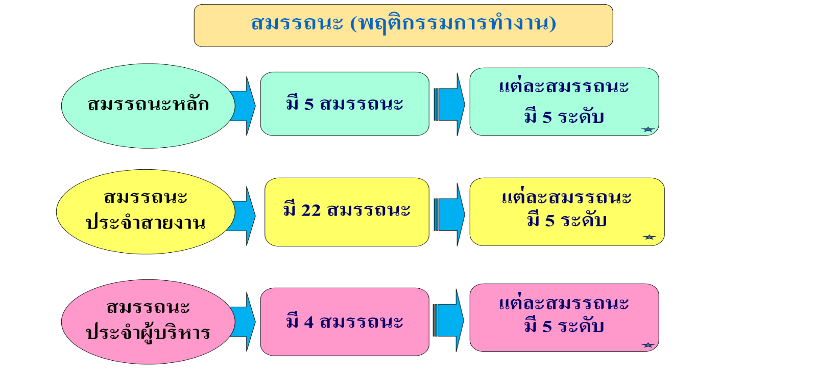 สมรรถนะ (พฤติกรรมการทำงาน)
สมรรถนะหลัก
มี 5 สมรรถนะ
แต่ละสมรรถนะ
มี 5 ระดับ
สมรรถนะ
ประจำสายงาน
มี 22 สมรรถนะ
แต่ละสมรรถนะ
มี 5 ระดับ
สมรรถนะ
ประจำผู้บริหาร
มี 4 สมรรถนะ
แต่ละสมรรถนะ
มี 5 ระดับ